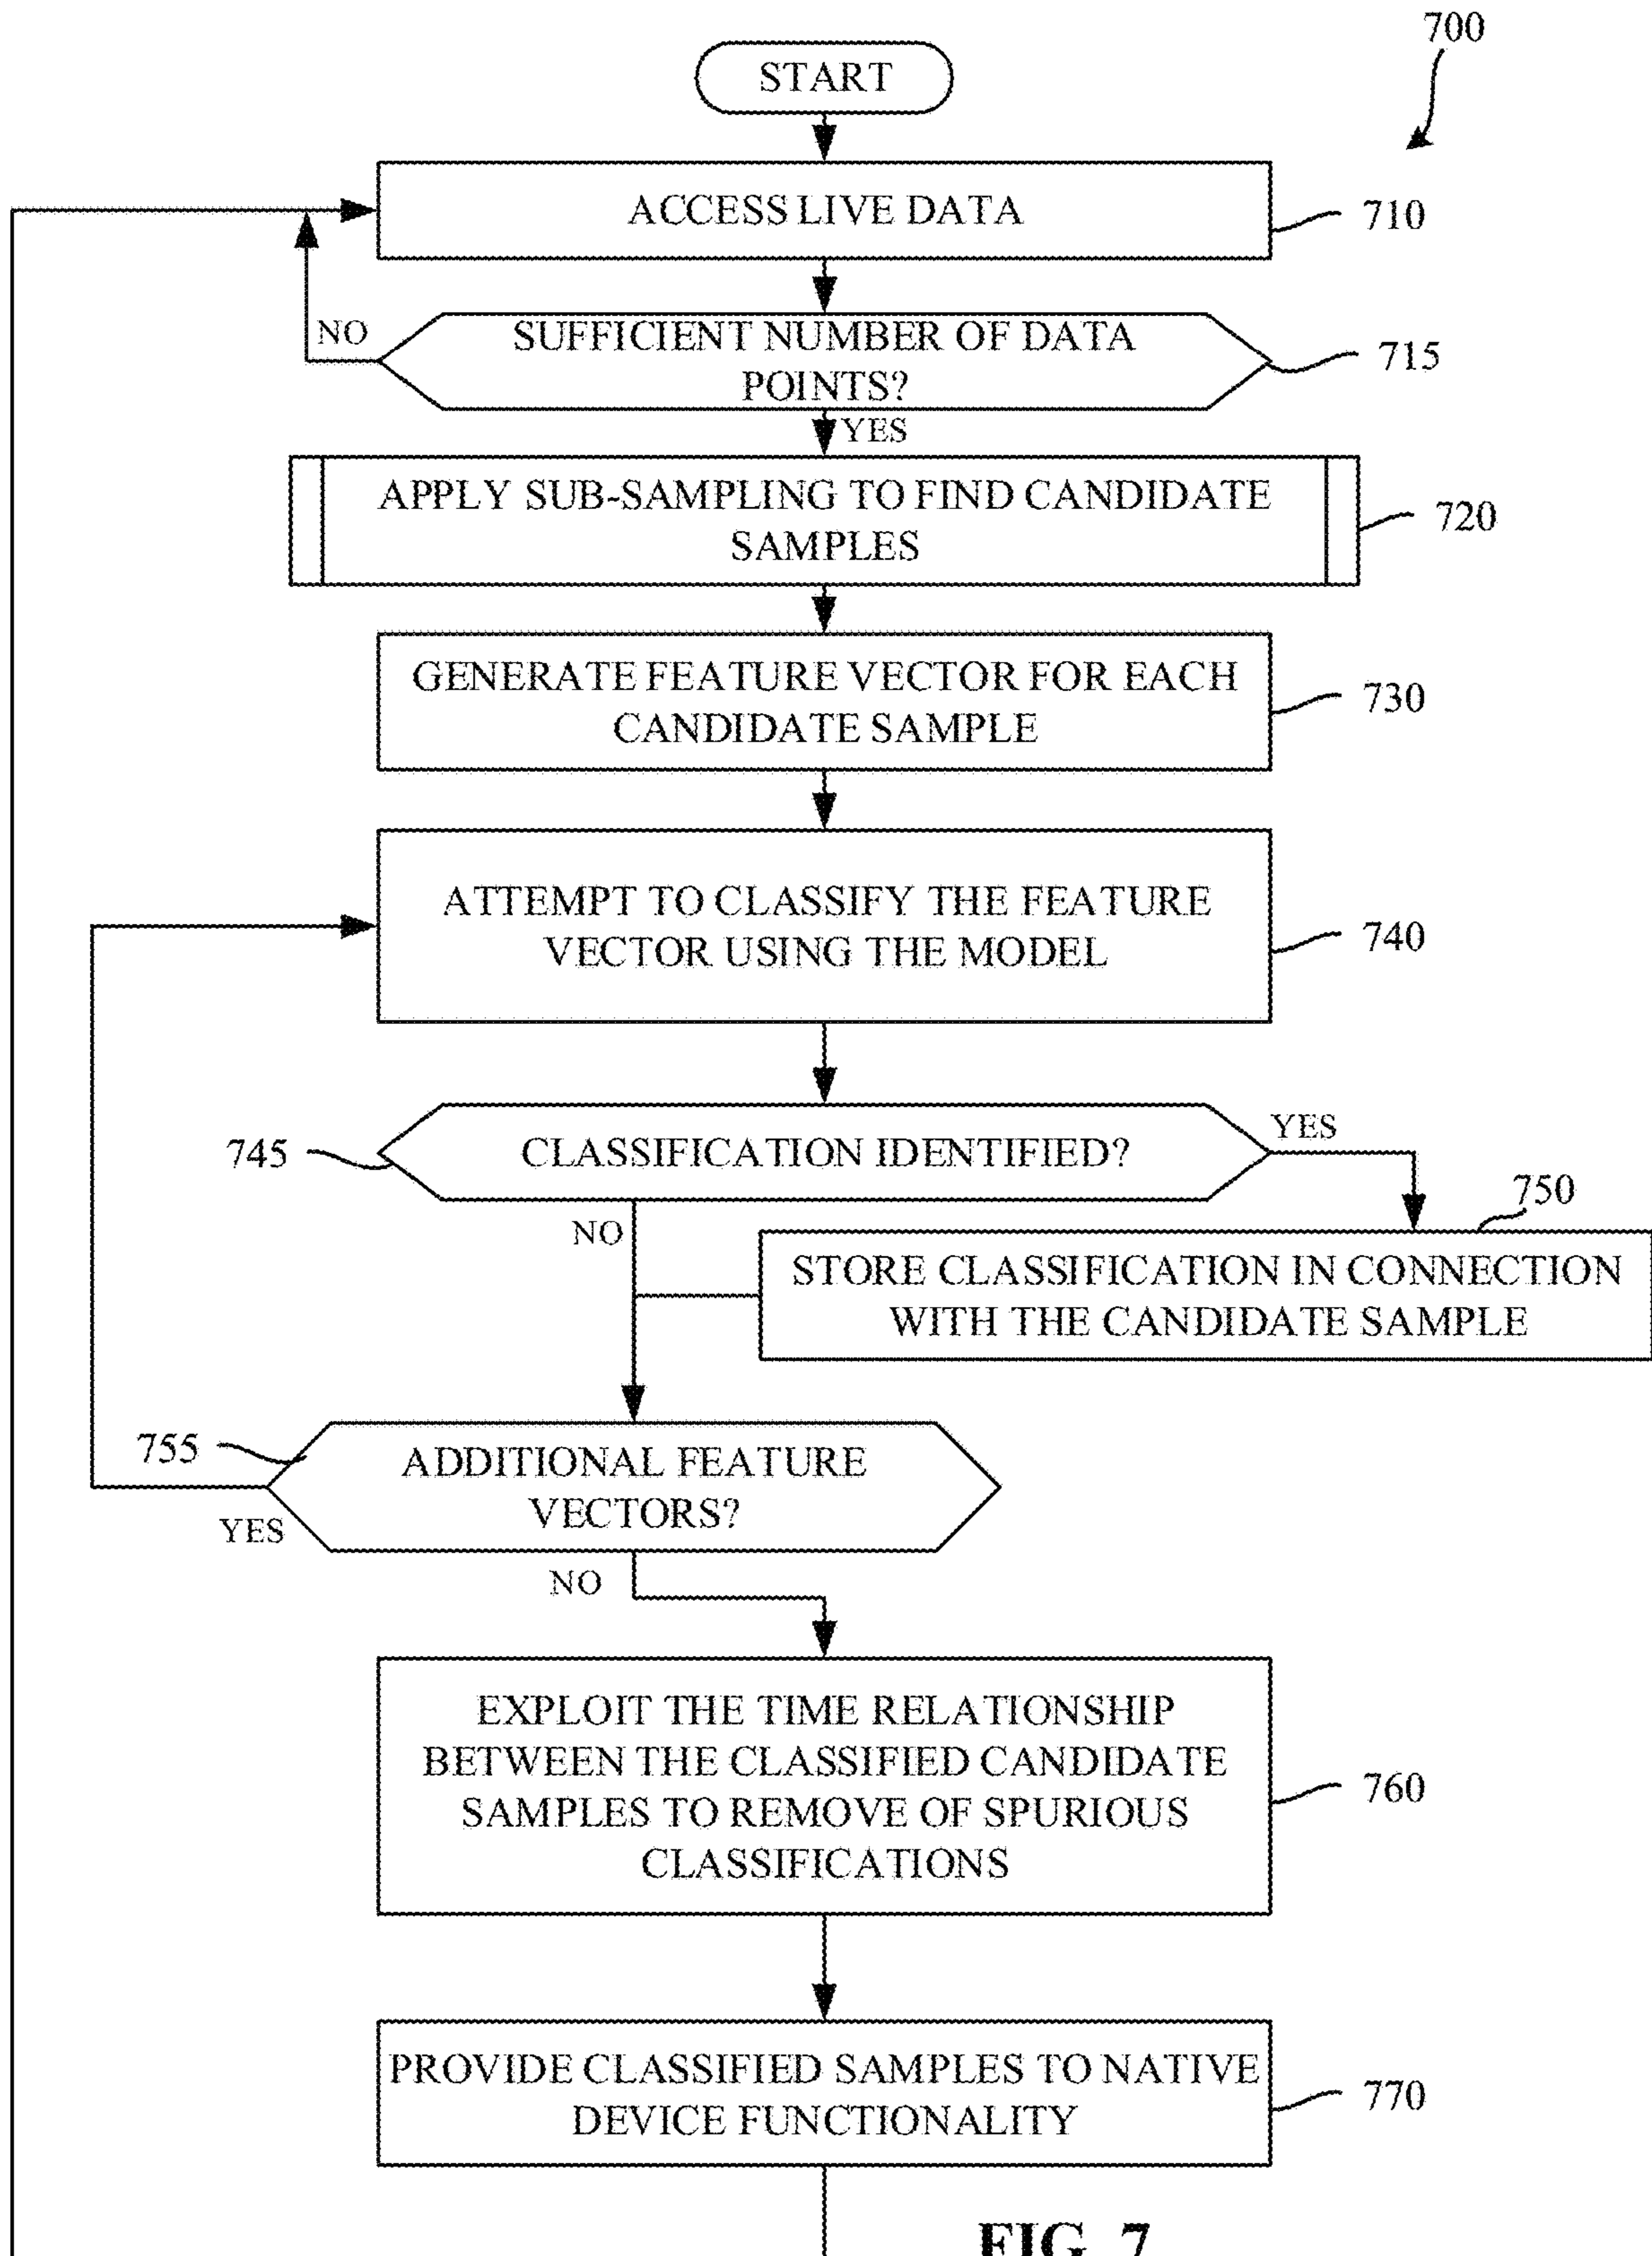 700
START
ACCESS LIVE DATA
710
NO
SUFFICIENT NUMBER OF DATA
POINTS?
715
YES
APPLY SUB-SAMPLING TO FIND CANDIDATE
SAMPLES
720
GENERATE FEATURE VECTOR FOR EACH
CANDIDATE SAMPLE
730
ATTEMPT TO CLASSIFY THE FEATURE
VECTOR USING THE MODEL
740
745
CLASSIFICATION IDENTIFIED?
YES
NO
750
STORE CLASSIFICATION IN CONNECTION
WITH THE CANDIDATE SAMPLE
755
ADDITIONAL FEATURE
VECTORS?
YES
NO
EXPLOIT THE TIME RELATIONSHIP
BETWEEN THE CLASSIFIED CANDIDATE
SAMPLES TO REMOVE OF SPURIOUS
CLASSIFICATIONS
760
PROVIDE CLASSIFIED SAMPLES TO NATIVE
DEVICE FUNCTIONALITY
770
FIG. 7